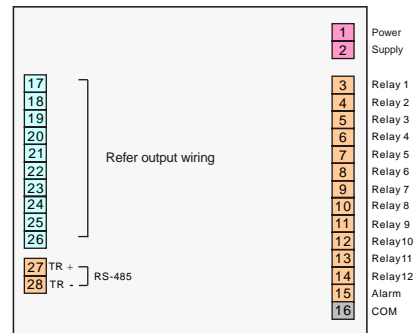 1 Power
2 Supply
17 3 Relay 1
18 4 Relay 2
19 5 Relay 3
20 6 Relay 4
21 Refer output wiring 7 Relay 5
22 8 Relay 6
23 9 Relay 7
24 10 Relay 8
25 11 Relay 9
26 12 Relay10
27 TR + 13 Relay11
RS-485
28 TR - 14 Relay12
15 Alarm
16 COM